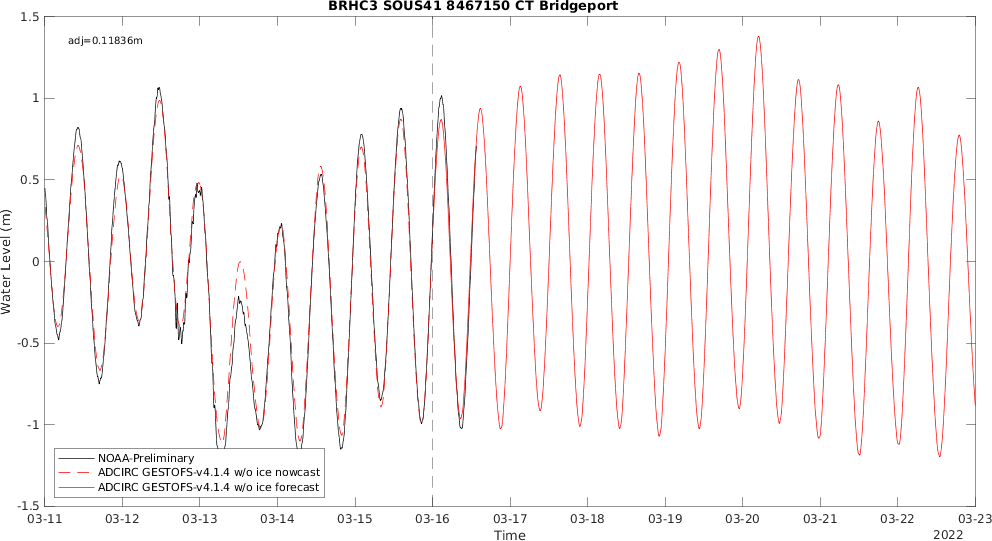 BRHC3 SOUS41 8467150 CT Bridgeport
adj=0.11836m
1.5
1
0.5
0
-0.5
-1
-1.5
Water Level (m)
NOAA-Preliminary
ADCIRC GESTOFS-v4.1.4 w/o ice nowcast
ADCIRC GESTOFS-v4.1.4 w/o ice forecast
03-11 03-12 03-13 03-14 03-15 03-16 03-17 03-18 03-19 03-20 03-21 03-22 03-23
Time
2022